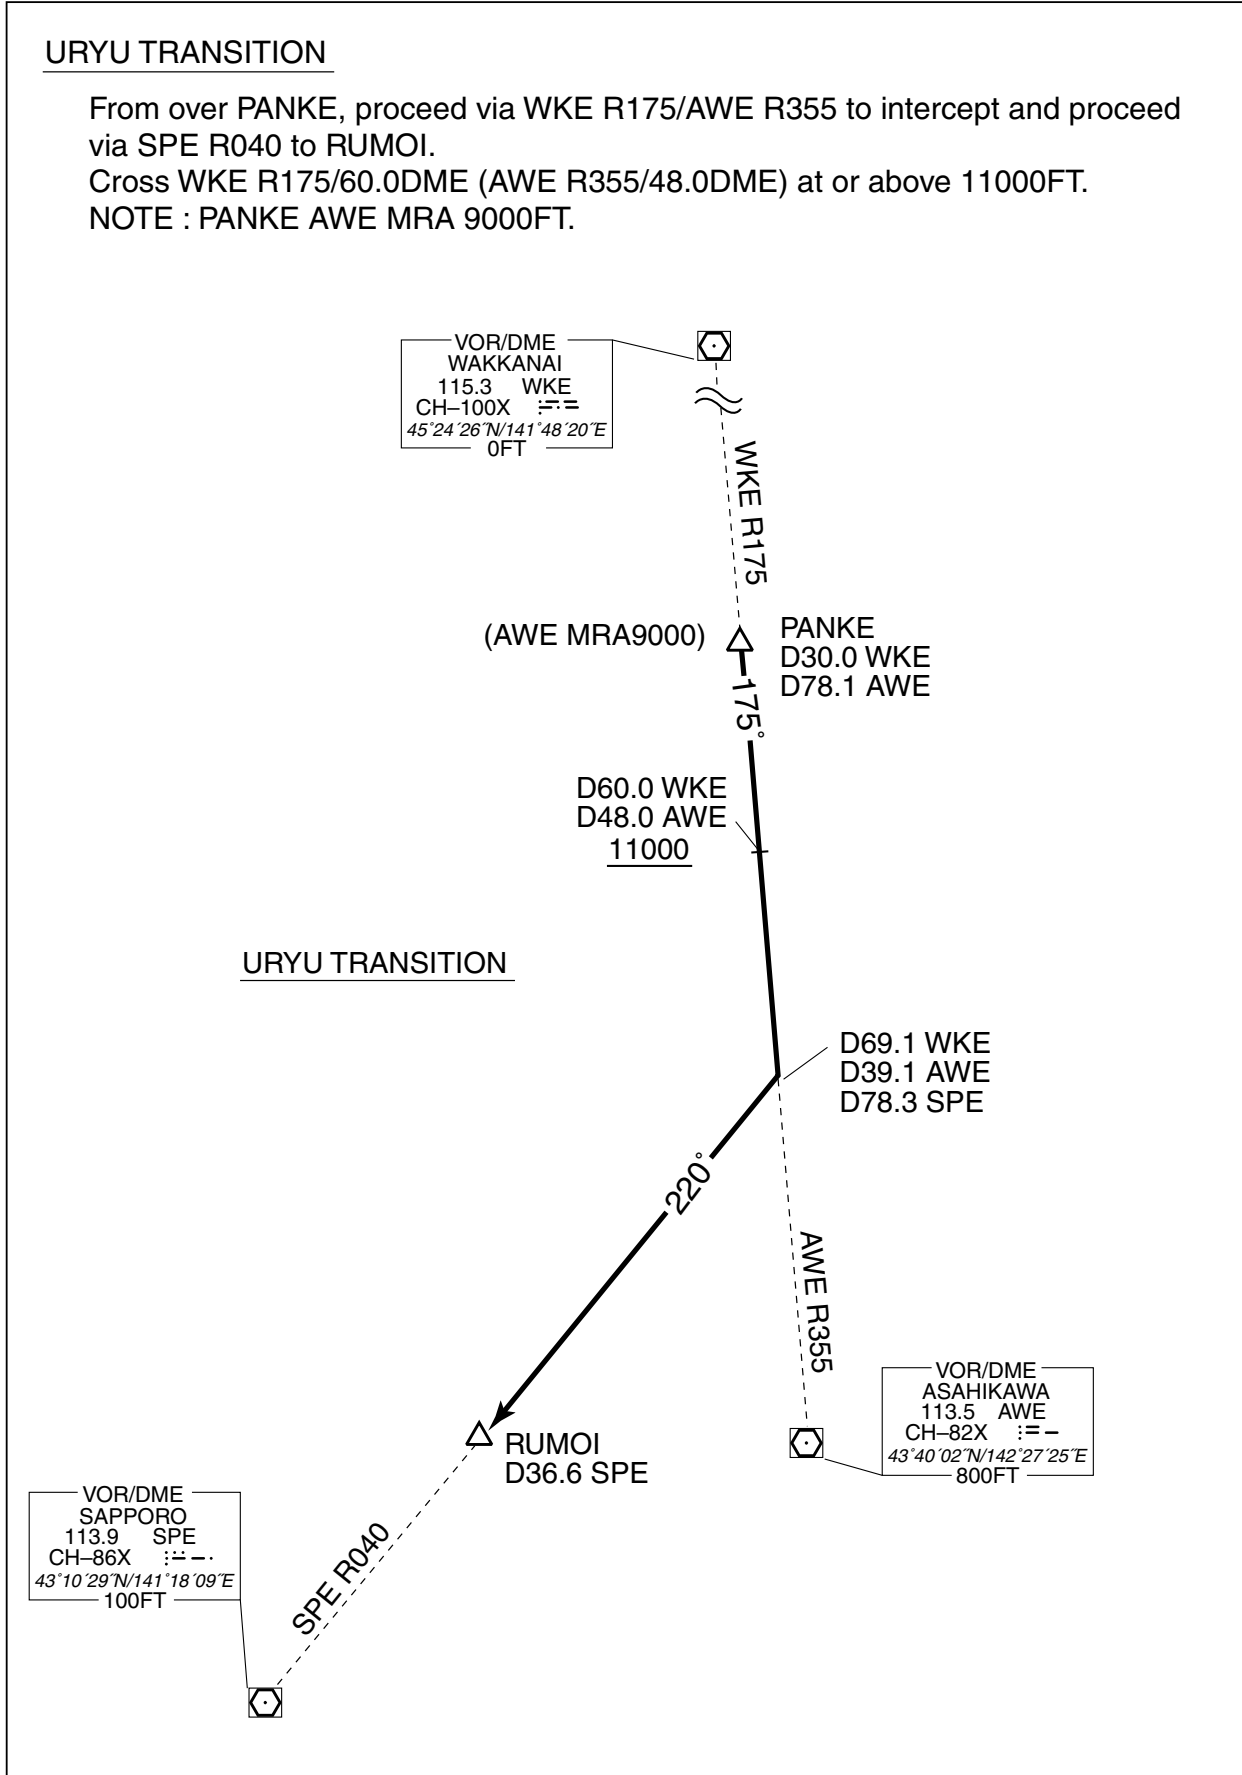 URYU TRANSITION
From over PANKE, proceed via WKE R175/AWE R355 to intercept and proceed
via SPE R040 to RUMOI.
Cross WKE R175/60.0DME (AWE R355/48.0DME) at or above 11000FT.
NOTE : PANKE AWE MRA 9000FT.
VOR/DME
WAKKANAI
115.3 WKE
CH–100X
45°24´26˝N/141°48´20˝E
0FT
WKE R175
(AWE MRA9000)
PANKE
D30.0 WKE
D78.1 AWE
175°
D60.0 WKE
D48.0 AWE
11000
URYU TRANSITION
D69.1 WKE
D39.1 AWE
D78.3 SPE
220°
AWE R355
VOR/DME
ASAHIKAWA
113.5 AWE
CH–82X
43°40´02˝N/142°27´25˝E
800FT
RUMOI
D36.6 SPE
VOR/DME
SAPPORO
113.9 SPE
CH–86X
43°10´29˝N/141°18´09˝E
100FT
SPE R040